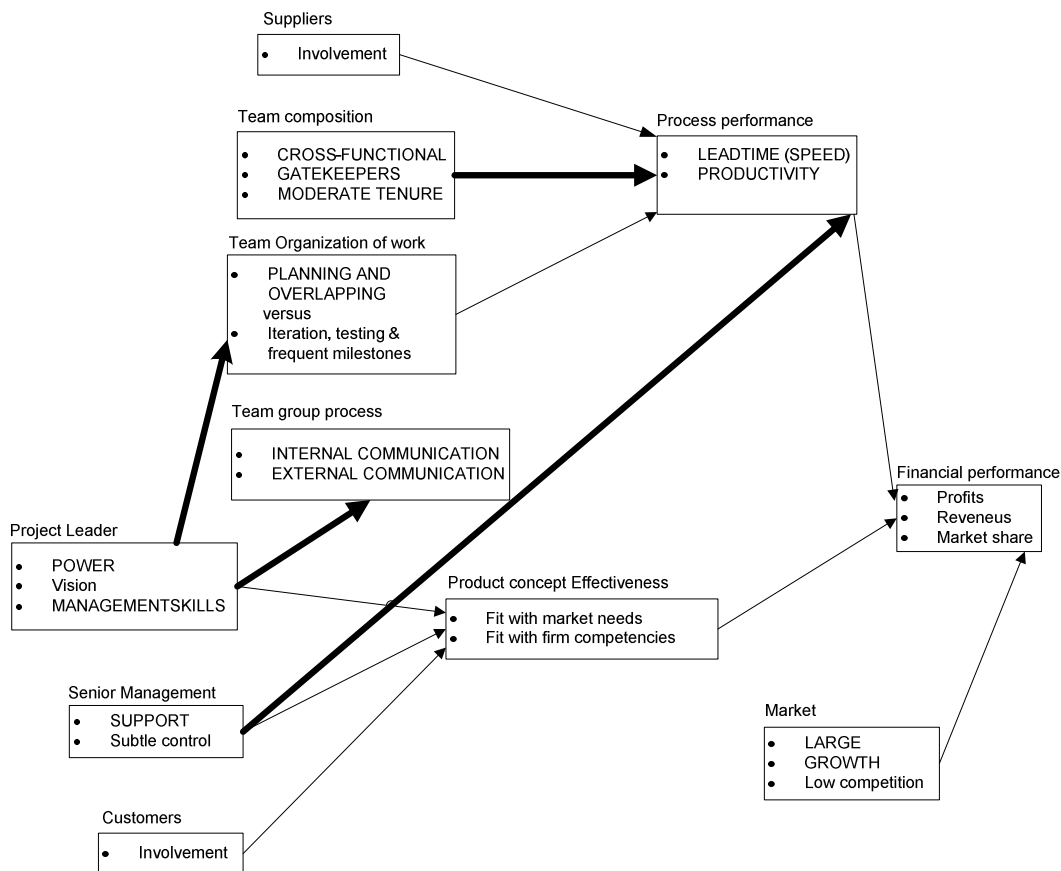 Suppliers
• Involvement
Team composition
• CROSS-FUNCTIONAL
• GATEKEEPERS
• MODERATE TENURE
Process performance
• LEADTIME (SPEED)
• PRODUCTIVITY
Team Organization of work
• PLANNING AND
OVERLAPPING
versus
• Iteration, testing &
frequent milestones
Team group process
• INTERNAL COMMUNICATION
• EXTERNAL COMMUNICATION
Financial performance
• Profits
• Reveneus
• Market share
Project Leader
• POWER
• Vision
• MANAGEMENTSKILLS
Product concept Effectiveness
• Fit with market needs
• Fit with firm competencies
Senior Management
• SUPPORT
• Subtle control
Market
• LARGE
• GROWTH
• Low competition
Customers
• Involvement